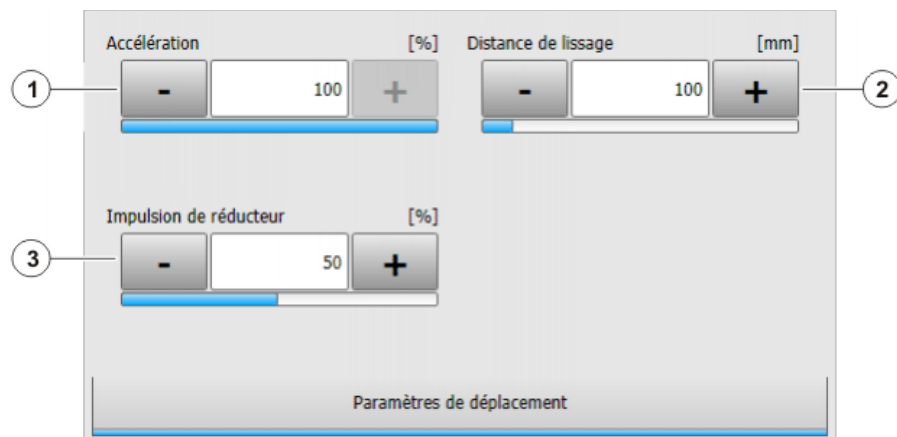 Accélération [%]
Distance de lissage [mm]
1
- 100 +
- 100 +
2
Impulsion de réducteur [%]
3
- 50 +
Paramètres de déplacement